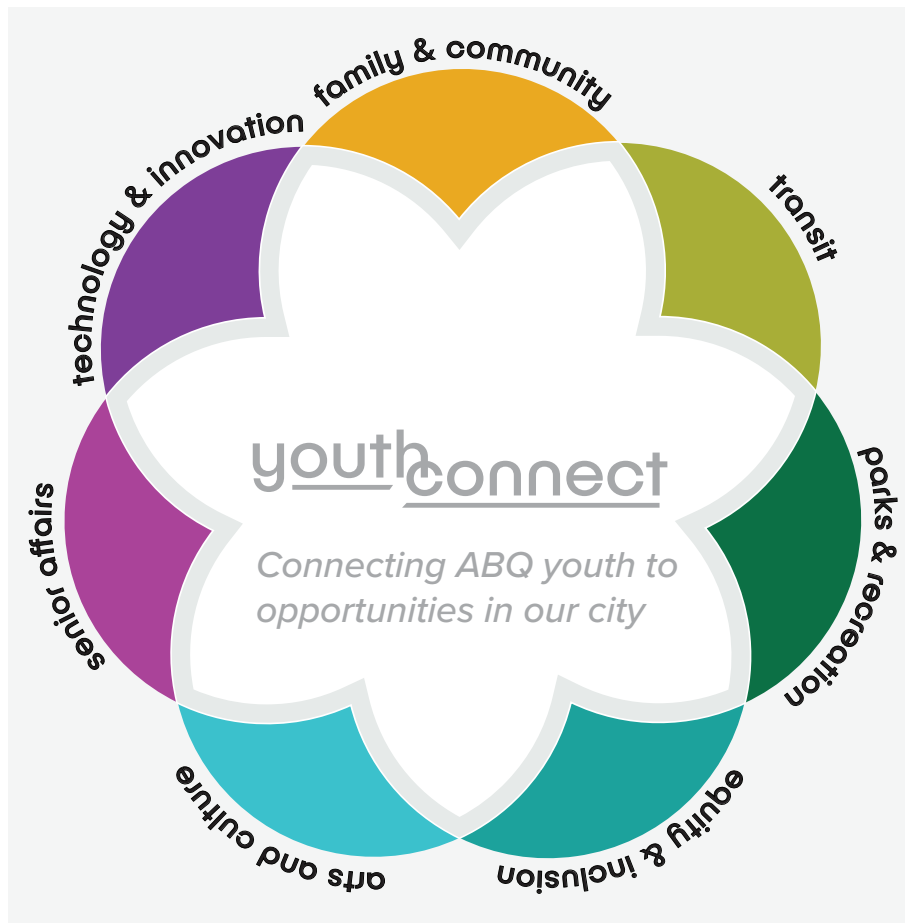 family & community
transit
parks & recreation
equity & inclusion
arts and culture
senior affairs
technology & innovation
youth
connect
Connecting ABQ youth to
opportunities in our city